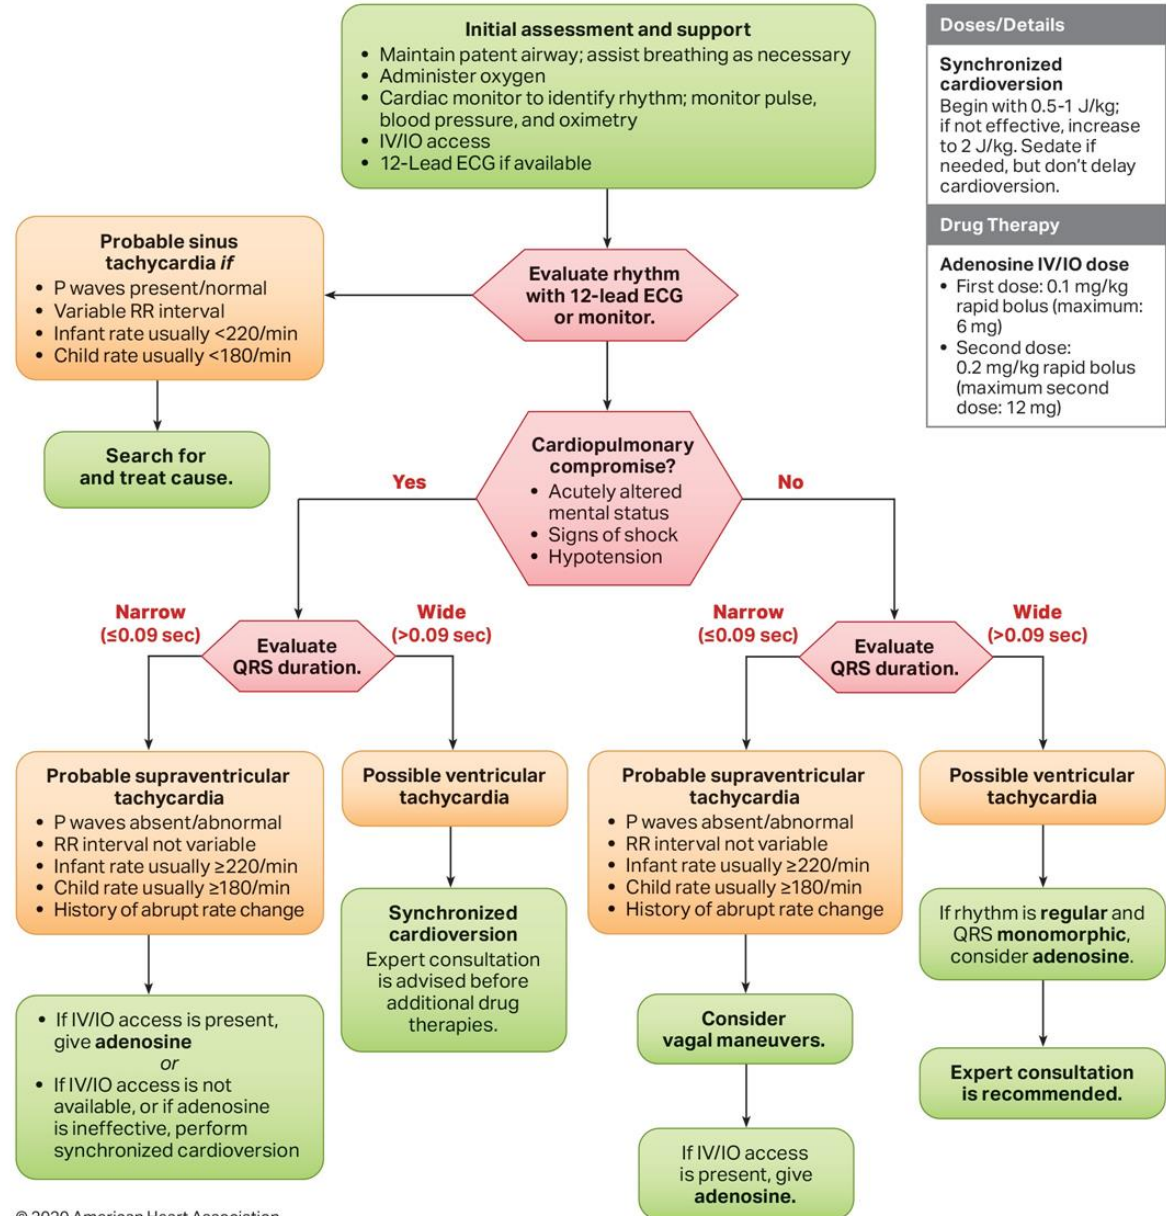 Initial assessment and support
• Maintain patent airway; assist breathing as necessary
• Administer oxygen
• Cardiac monitor to identify rhythm; monitor pulse,
blood pressure, and oximetry
• IV/IO access
• 12-Lead ECG if available
Doses/Details
Synchronized
cardioversion
Begin with 0.5-1 J/kg;
if not effective, increase
to 2 J/kg. Sedate if
needed, but don’t delay
cardioversion.
Drug Therapy
Adenosine IV/IO dose
• First dose: 0.1 mg/kg
rapid bolus (maximum:
6 mg)
• Second dose:
0.2 mg/kg rapid bolus
(maximum second
dose: 12 mg)
Probable sinus
tachycardia if
• P waves present/normal
• Variable RR interval
• Infant rate usually <220/min
• Child rate usually <180/min
Evaluate rhythm
with 12-lead ECG
or monitor.
Search for
and treat cause.
Cardiopulmonary
compromise?
• Acutely altered
mental status
• Signs of shock
• Hypotension
Yes
No
Narrow
(≤0.09 sec)
Evaluate
QRS duration.
Wide
(>0.09 sec)
Narrow
(≤0.09 sec)
Evaluate
QRS duration.
Wide
(>0.09 sec)
Probable supraventricular
tachycardia
• P waves absent/abnormal
• RR interval not variable
• Infant rate usually ≥220/min
• Child rate usually ≥180/min
• History of abrupt rate change
Possible ventricular
tachycardia
Probable supraventricular
tachycardia
• P waves absent/abnormal
• RR interval not variable
• Infant rate usually ≥220/min
• Child rate usually ≥180/min
• History of abrupt rate change
Possible ventricular
tachycardia
• If IV/IO access is present,
give adenosine
or
• If IV/IO access is not
available, or if adenosine
is ineffective, perform
synchronized cardioversion
Synchronized
cardioversion
Expert consultation
is advised before
additional drug
therapies.
Consider
vagal maneuvers.
If IV/IO access
is present, give
adenosine.
If rhythm is regular and
QRS monomorphic,
consider adenosine.
Expert consultation
is recommended.
© 2020 American Heart Association